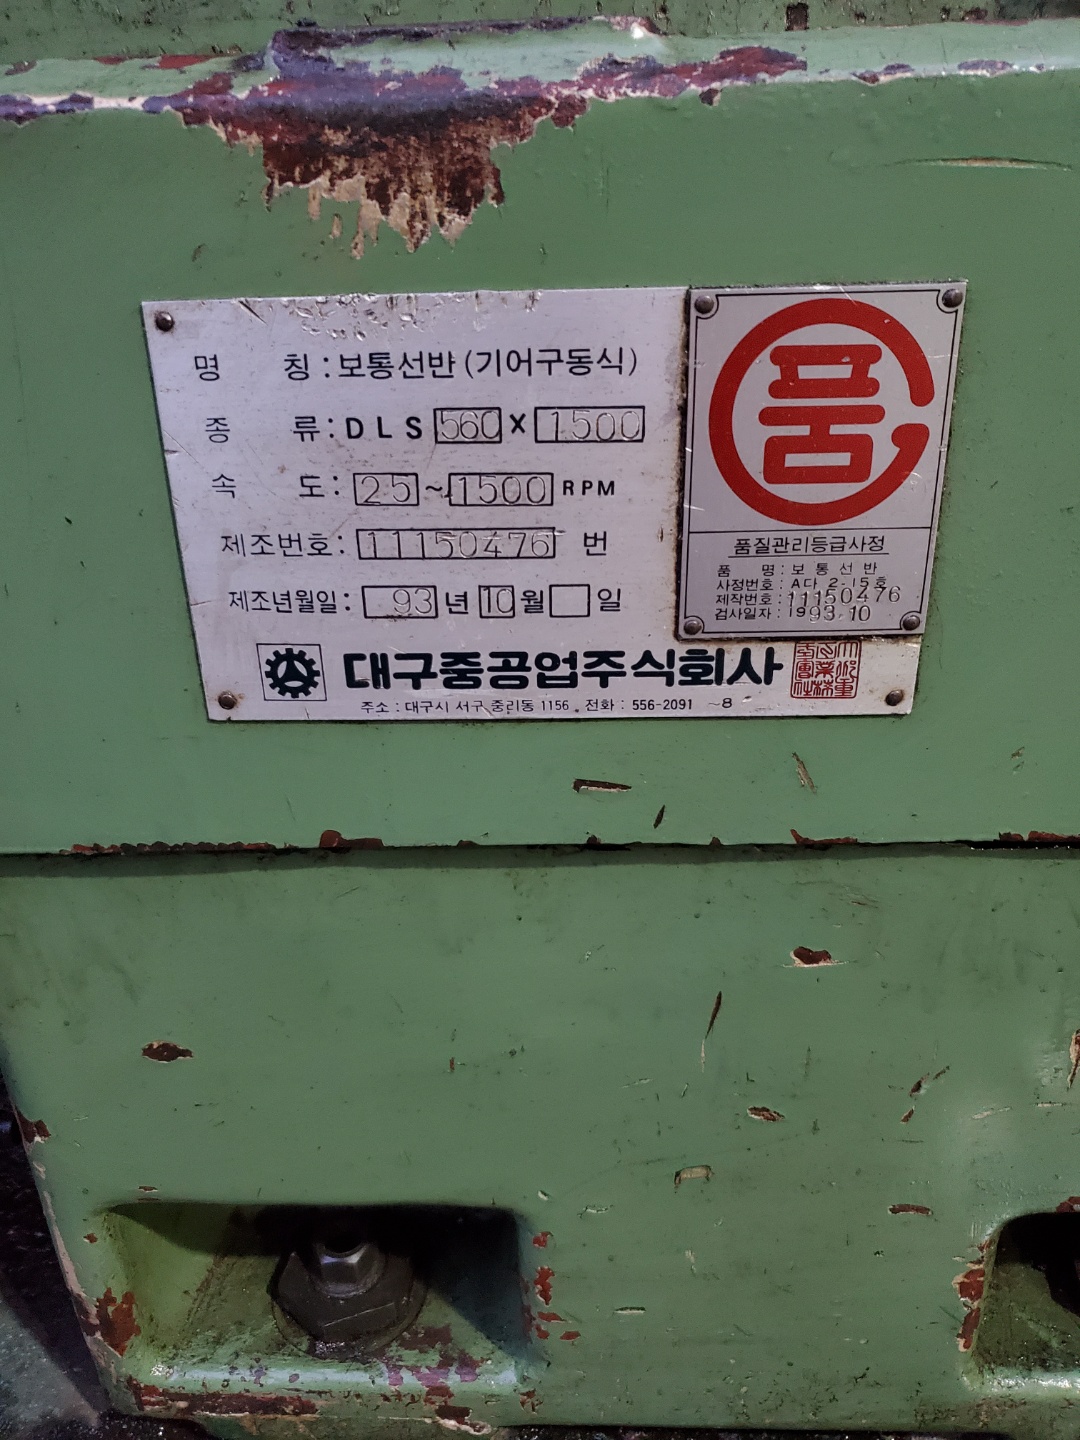 명 칭 : 보통선반 (기어구동식)
종 류 : DLS 560 X 1500
속 도 : 25 ~ 1500 RPM
제조번호 : 11150476 번
제조년월일 : 93 년 10 월 일
대구중공업주식회사
주소 : 대구시 서구 중리동 1156 전화 : 556-2091 ~8
품
품질관리등급사정
품 명 : 보통선반
사정번호 : A다 2-15호
제작번호 : 11150476
검사일자 : 1993.10